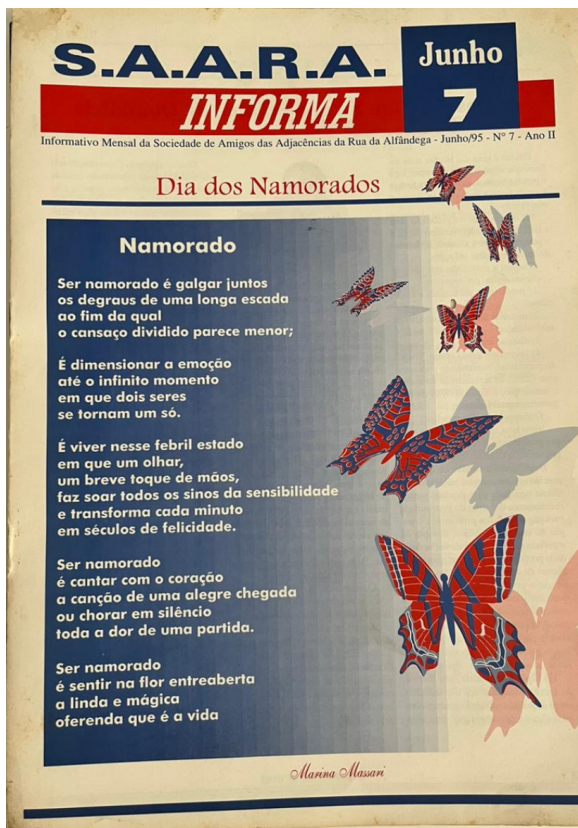 S.A.A.R.A.
Junho
7
INFORMA
Informativo Mensal da Sociedade de Amigos das Adjacências da Rua da Alfândega - Junho/95 - Nº 7 - Ano II
Dia dos Namorados
Namorado
Ser namorado é galgar juntos
os degraus de uma longa escada
ao fim da qual
o cansaço dividido parece menor;
É dimensionar a emoção
até o infinito momento
em que dois seres
se tornam um só.
É viver nesse febril estado
em que um olhar,
um breve toque de mãos,
faz soar todos os sinos da sensibilidade
e transforma cada minuto
em séculos de felicidade.
Ser namorado
é cantar com o coração
a canção de uma alegre chegada
ou chorar em silêncio
toda a dor de uma partida.
Ser namorado
é sentir na flor entreaberta
a linda e mágica
oferenda que é a vida
Marina Massari